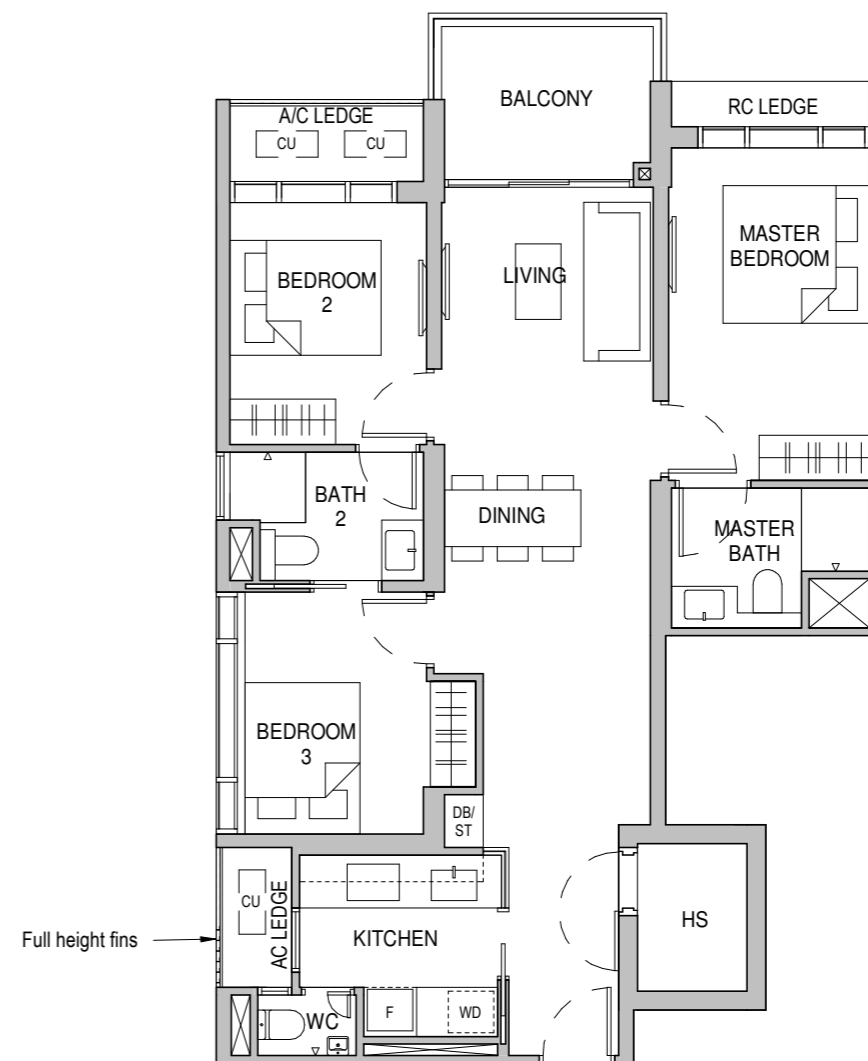 BALCONY
A/C LEDGE
RC LEDGE
CU
CU
MASTER
BEDROOM
BEDROOM
2
LIVING
BATH
2
DINING
MASTER
BATH
BEDROOM
3
DB/
ST
CU
AC LEDGE
HS
Full height fins
KITCHEN
F
WD
WC